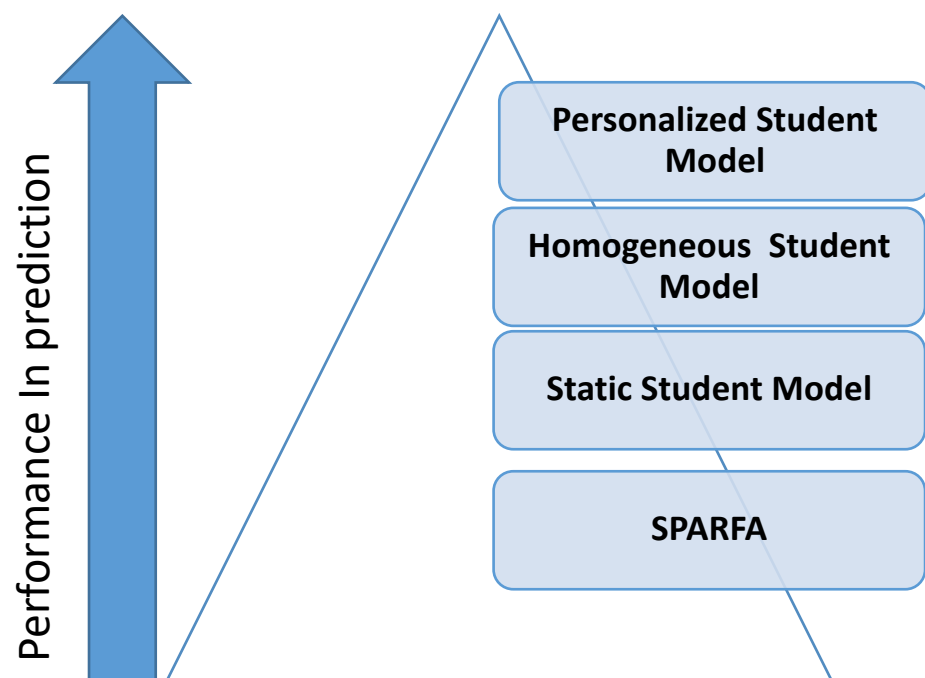 Performance In prediction
Personalized Student
Model
Homogeneous  Student
Model
Static Student Model
SPARFA